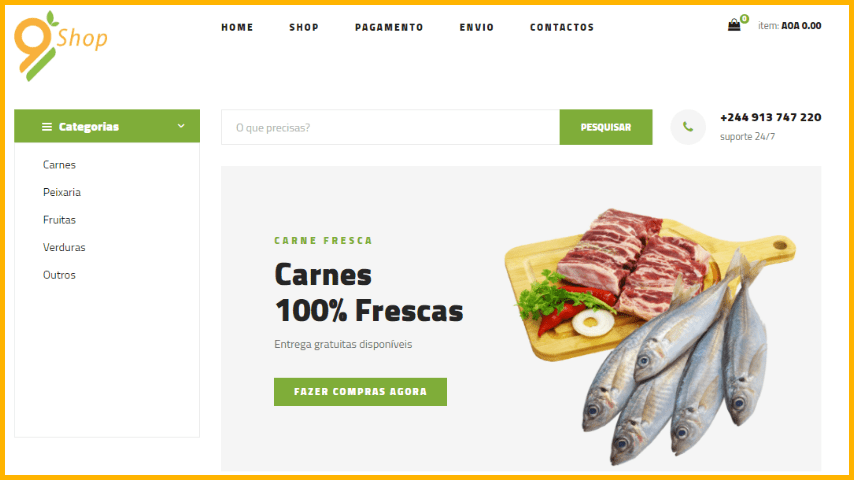 9 Shop
HOME SHOP PAGAMENTO ENVIO CONTACTOS
0 item: AOA 0.00
Categorias
O que precisas?
PESQUISAR
+244 913 747 220
suporte 24/7
Carnes
Peixaria
Fruitas
Verduras
Outros
CARNE FRESCA
Carnes
100% Frescas
Entrega gratuitas disponíveis
FAZER COMPRAS AGORA